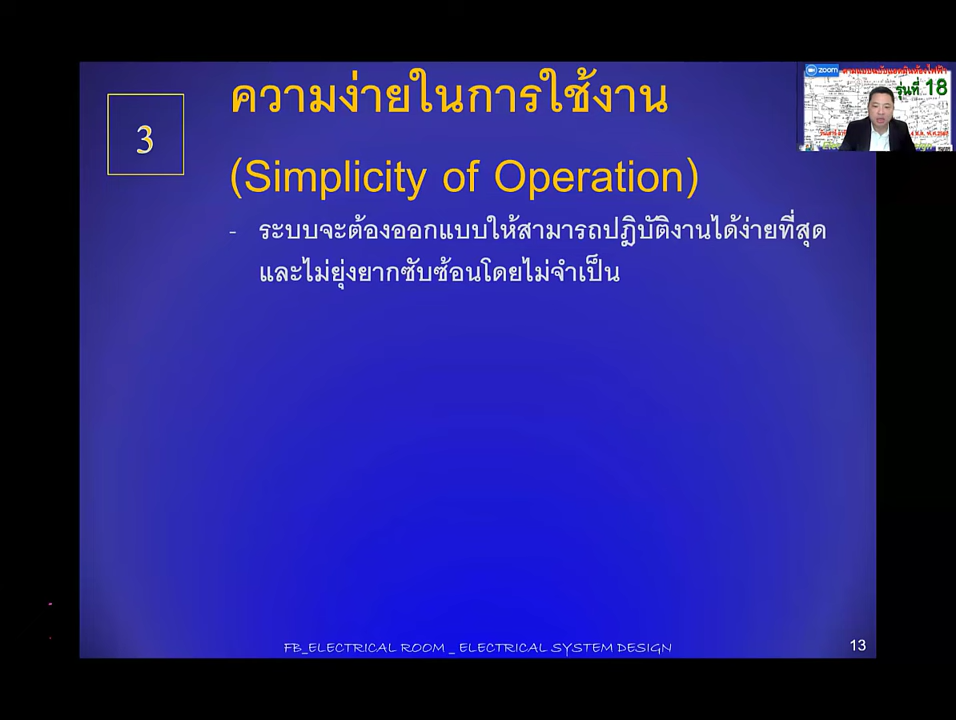 3
ความง่ายในการใช้งาน
(Simplicity of Operation)
- ระบบจะต้องออกแบบให้สามารถปฎิบัติงานได้ง่ายที่สุด
และไม่ยุ่งยากซับซ้อนโดยไม่จำเป็น
zoom
รุ่นที่ 18
FB_ELECTRICAL ROOM _ ELECTRICAL SYSTEM DESIGN
13